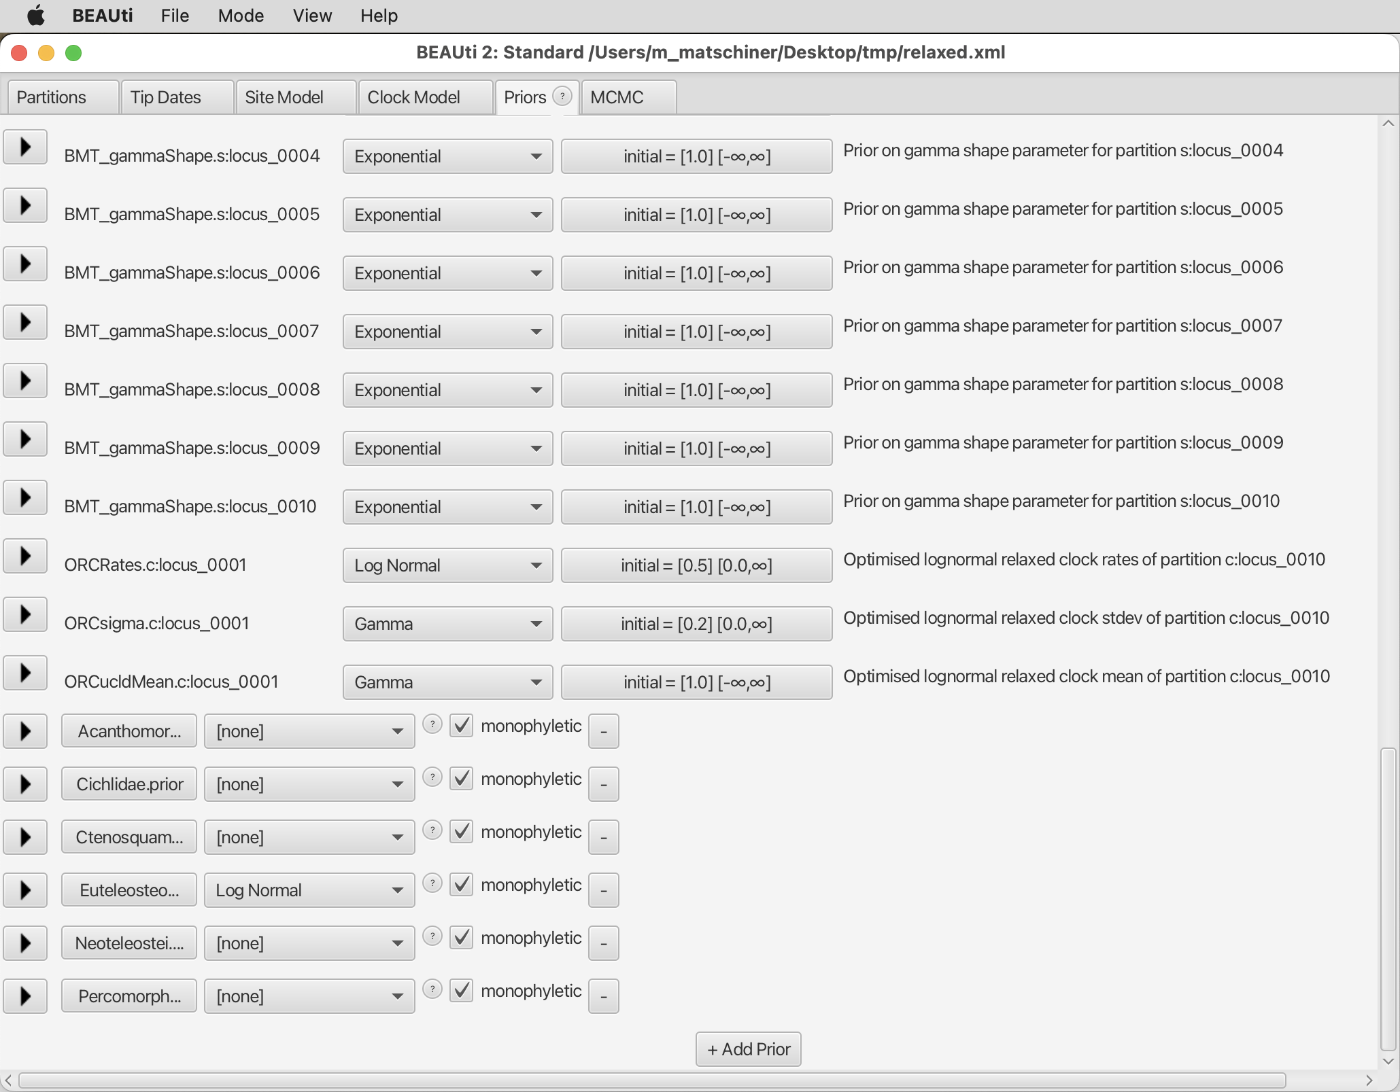 BEAUti File Mode View Help
BEAUti 2: Standard /Users/m_matschiner/Desktop/tmp/relaxed.xml
Partitions Tip Dates Site Model Clock Model Priors ? MCMC
BMT_gammaShape.s:locus_0004 Exponential initial = [1.0] [-∞,∞] Prior on gamma shape parameter for partition s:locus_0004
BMT_gammaShape.s:locus_0005 Exponential initial = [1.0] [-∞,∞] Prior on gamma shape parameter for partition s:locus_0005
BMT_gammaShape.s:locus_0006 Exponential initial = [1.0] [-∞,∞] Prior on gamma shape parameter for partition s:locus_0006
BMT_gammaShape.s:locus_0007 Exponential initial = [1.0] [-∞,∞] Prior on gamma shape parameter for partition s:locus_0007
BMT_gammaShape.s:locus_0008 Exponential initial = [1.0] [-∞,∞] Prior on gamma shape parameter for partition s:locus_0008
BMT_gammaShape.s:locus_0009 Exponential initial = [1.0] [-∞,∞] Prior on gamma shape parameter for partition s:locus_0009
BMT_gammaShape.s:locus_0010 Exponential initial = [1.0] [-∞,∞] Prior on gamma shape parameter for partition s:locus_0010
ORCRates.c:locus_0001 Log Normal initial = [0.5] [0.0,∞] Optimised lognormal relaxed clock rates of partition c:locus_0010
ORCsigma.c:locus_0001 Gamma initial = [0.2] [0.0,∞] Optimised lognormal relaxed clock stdev of partition c:locus_0010
ORCucldMean.c:locus_0001 Gamma initial = [1.0] [-∞,∞] Optimised lognormal relaxed clock mean of partition c:locus_0010
Acanthomor... [none] ? monophyletic -
Cichlidae.prior [none] ? monophyletic -
Ctenosquam... [none] ? monophyletic -
Euteleosteo... Log Normal ? monophyletic -
Neoteleostei.... [none] ? monophyletic -
Percomorph... [none] ? monophyletic -
+ Add Prior